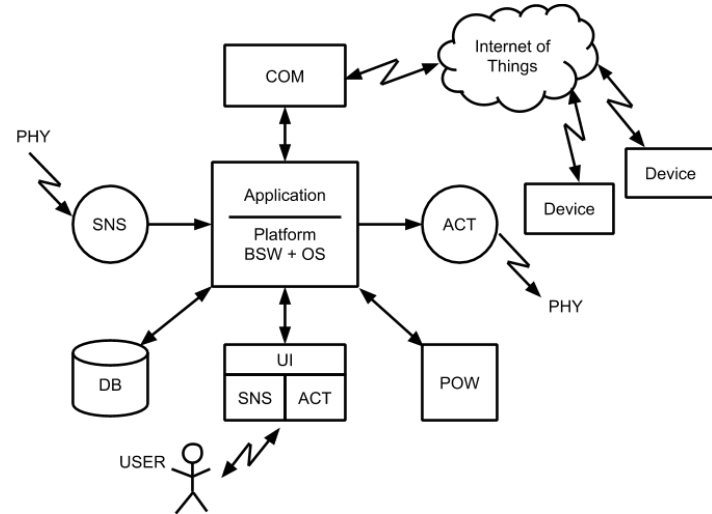 COM
Internet of
Things
PHY
Device
Device
SNS
Application
Platform
BSW + OS
ACT
PHY
DB
UI
SNS
ACT
POW
USER